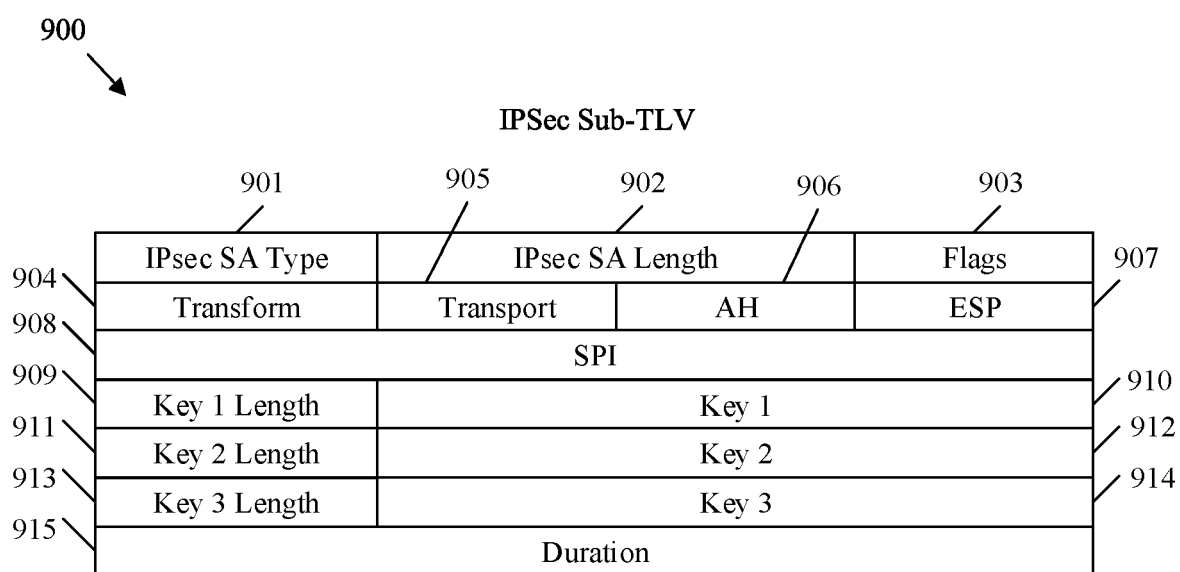 900
IPSec Sub-TLV
901 905 902 906 903
IPsec SA Type IPsec SA Length Flags
904 907
Transform Transport AH ESP
908
SPI
909 910
Key 1 Length Key 1
911 912
Key 2 Length Key 2
913 914
Key 3 Length Key 3
915
Duration